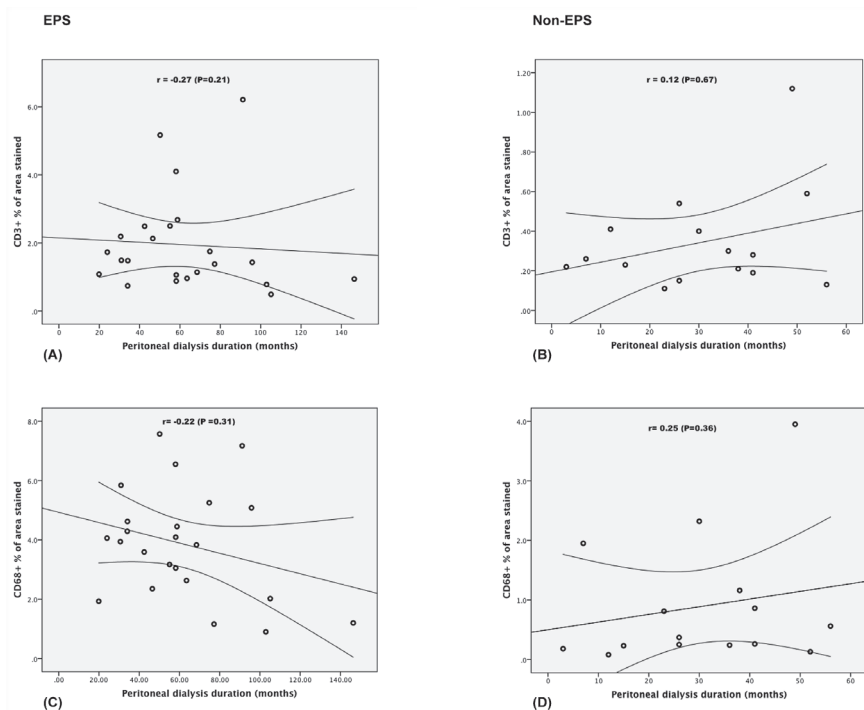 EPS
Non-EPS
r = -0.27 (P=0.21)
CD3+ % of area stained
6.0
4.0
2.0
.0
0 20 40 60 80 100 120 140
Peritoneal dialysis duration (months)
(A)
r = 0.12 (P=0.67)
CD3+ % of area stained
1.20
1.00
.80
.60
.40
.20
.00
0 10 20 30 40 50 60
Peritoneal dialysis duration (months)
(B)
r= -0.22 (P =0.31)
CD68+ % of area stained
8.0
6.0
4.0
2.0
.0
.00 20.00 40.00 60.00 80.00 100.00 120.00 140.00
Peritoneal dialysis duration (months)
(C)
r= 0.25 (P=0.36)
CD68+ % of area stained
4.0
3.0
2.0
1.0
.0
0 10 20 30 40 50 60
Peritoneal dialysis duration (months)
(D)